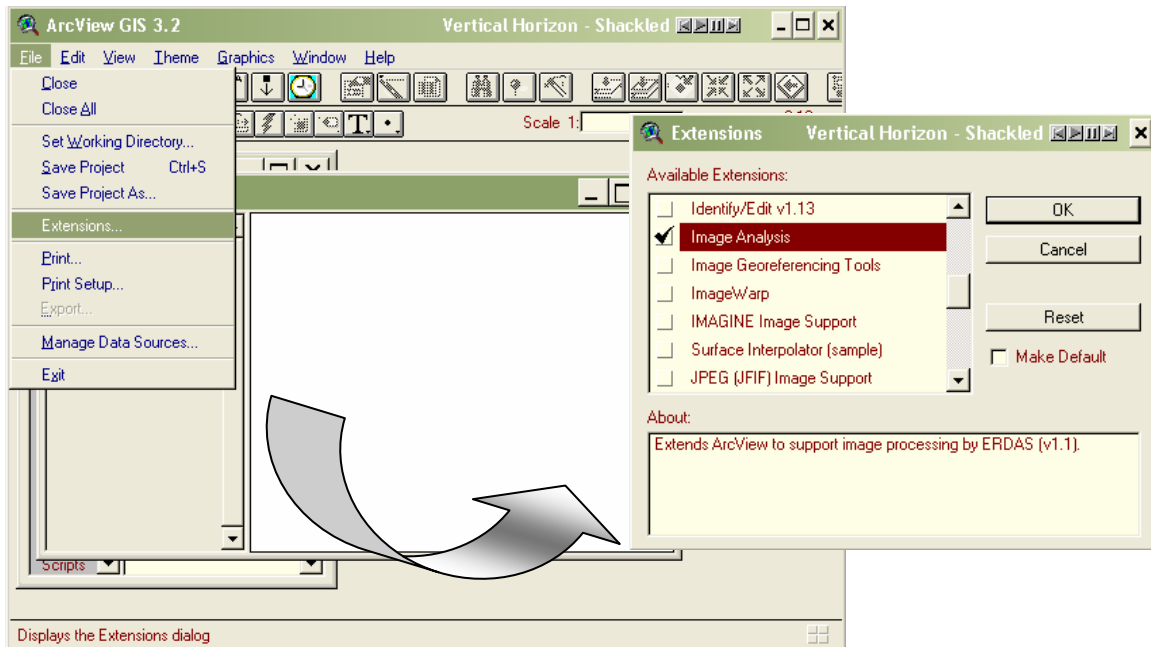 ArcView GIS 3.2 Vertical Horizon - Shackled
File Edit View Theme Graphics Window Help
Close
Close All
Set Working Directory...
Save Project Ctrl+S
Save Project As...
Extensions...
Print...
Print Setup...
Export...
Manage Data Sources...
Exit
T.
Scale 1:
Scripts
Displays the Extensions dialog
Extensions Vertical Horizon - Shackled
Available Extensions:
Identify/Edit v1.13
Image Analysis
Image Georeferencing Tools
ImageWarp
IMAGINE Image Support
Surface Interpolator (sample)
JPEG (JFIF) Image Support
OK
Cancel
Reset
Make Default
About:
Extends ArcView to support image processing by ERDAS (v1.1).